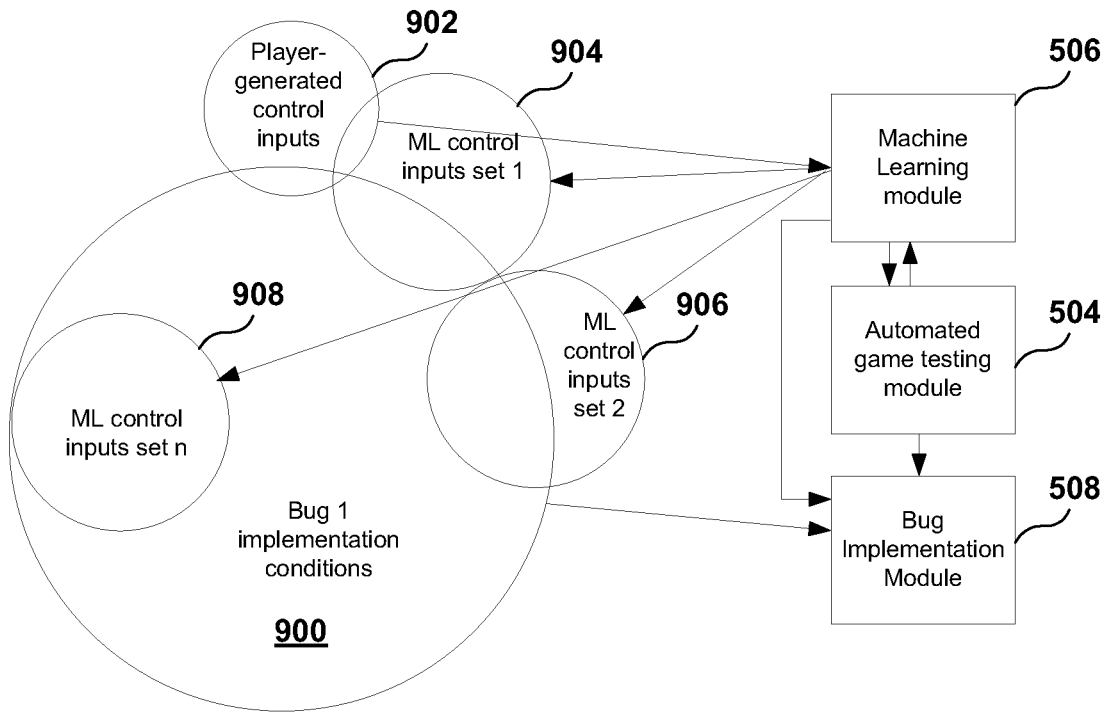 902
Player-
generated
control
inputs
904
ML control
inputs set 1
506
Machine
Learning
module
908
ML control
inputs set n
906
ML
control
inputs
set 2
504
Automated
game testing
module
Bug 1
implementation
conditions
900
508
Bug
Implementation
Module